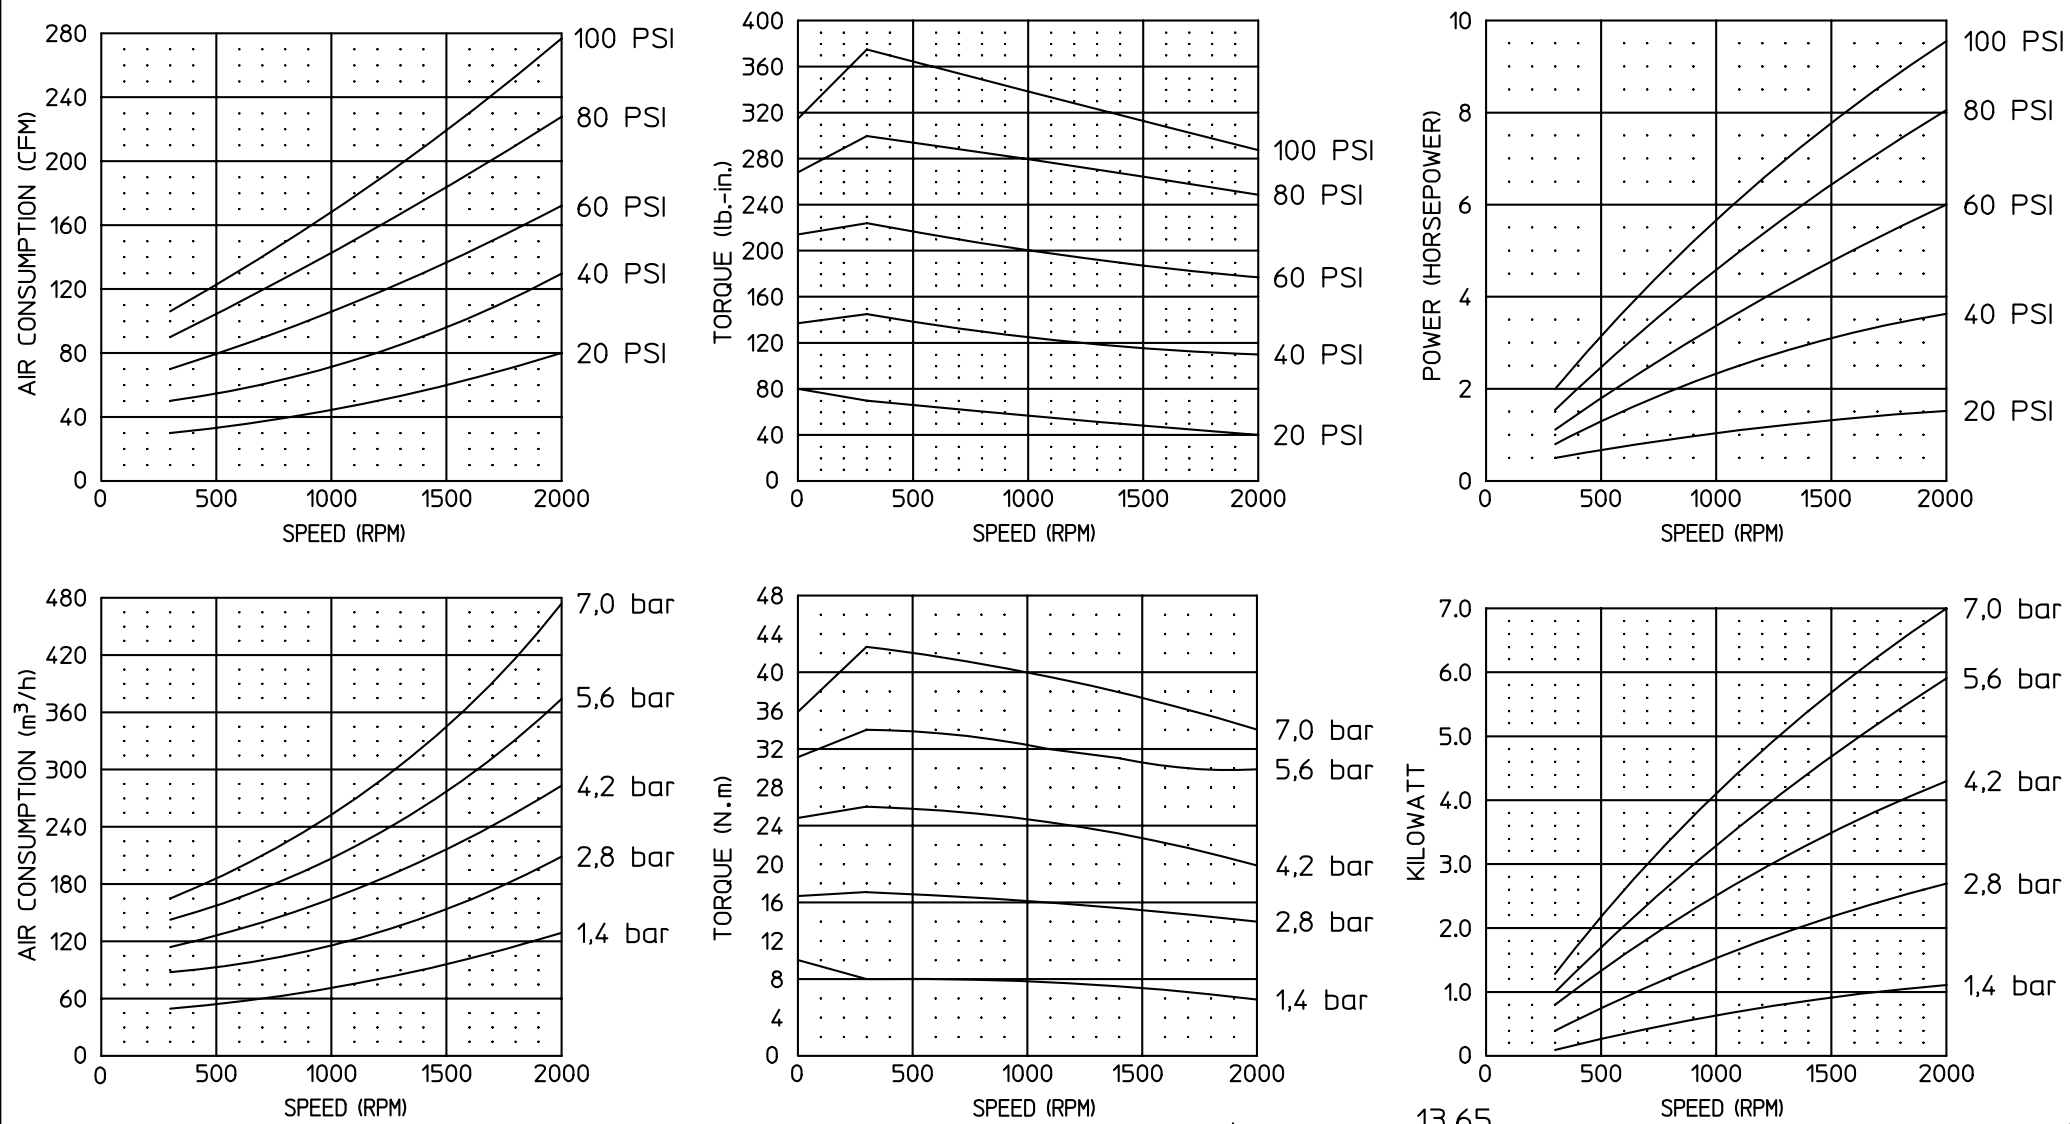 280
240
200
160
120
80
40
0
AIR CONSUMPTION (CFM)
0 500 1000 1500 2000
SPEED (RPM)
100 PSI
80 PSI
60 PSI
40 PSI
20 PSI
400
360
320
280
240
200
160
120
80
40
0
TORQUE (lb.-in.)
0 500 1000 1500 2000
SPEED (RPM)
100 PSI
80 PSI
60 PSI
40 PSI
20 PSI
10
8
6
4
2
0
POWER (HORSEPOWER)
0 500 1000 1500 2000
SPEED (RPM)
100 PSI
80 PSI
60 PSI
40 PSI
20 PSI
480
420
360
300
240
180
120
60
0
AIR CONSUMPTION (m³/h)
0 500 1000 1500 2000
SPEED (RPM)
7,0 bar
5,6 bar
4,2 bar
2,8 bar
1,4 bar
48
44
40
36
32
28
24
20
16
12
8
4
0
TORQUE (N.m)
0 500 1000 1500 2000
SPEED (RPM)
7,0 bar
5,6 bar
4,2 bar
2,8 bar
1,4 bar
7.0
6.0
5.0
4.0
3.0
2.0
1.0
0
KILOWATT
0 500 1000 1500 2000
SPEED (RPM)
7,0 bar
5,6 bar
4,2 bar
2,8 bar
1,4 bar
13.65